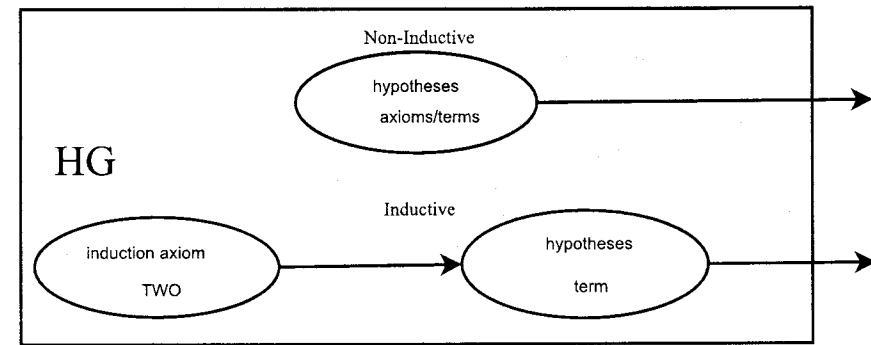 Non-Inductive
hypotheses
axioms/terms
HG
Inductive
induction axiom
TWO
hypotheses
term